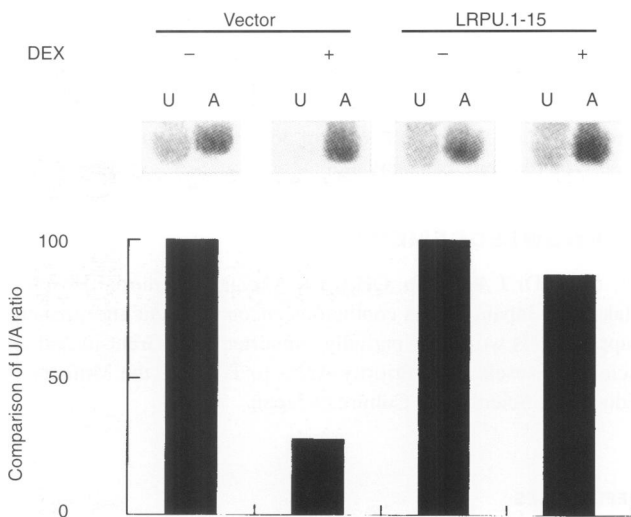 Vector LRPU.1-15
DEX − + − +
U A U A U A U A
100
50
0
Comparison of U/A ratio